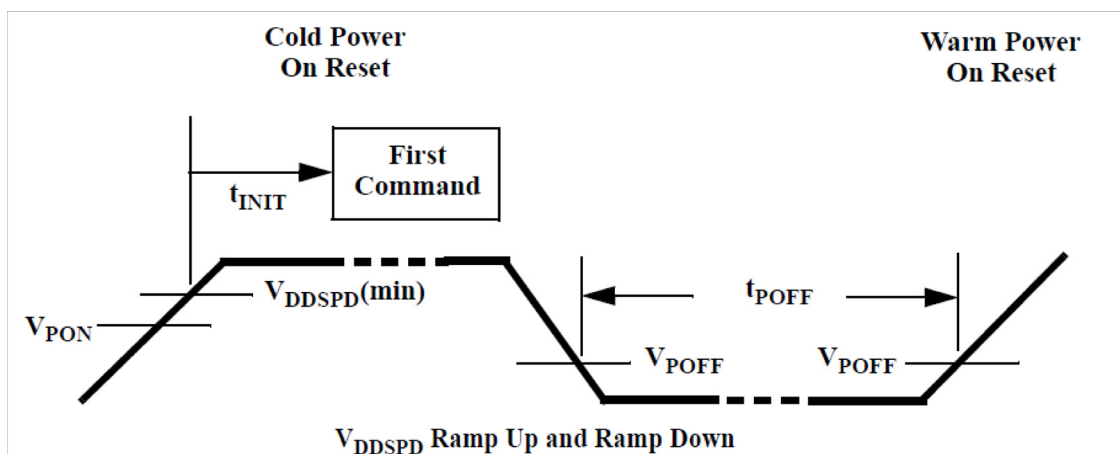 Cold Power
On Reset
Warm Power
On Reset
First
Command
tINIT
VDDSPD(min)
VPON
tPOFF
VPOFF
VPOFF
VDDSPD Ramp Up and Ramp Down